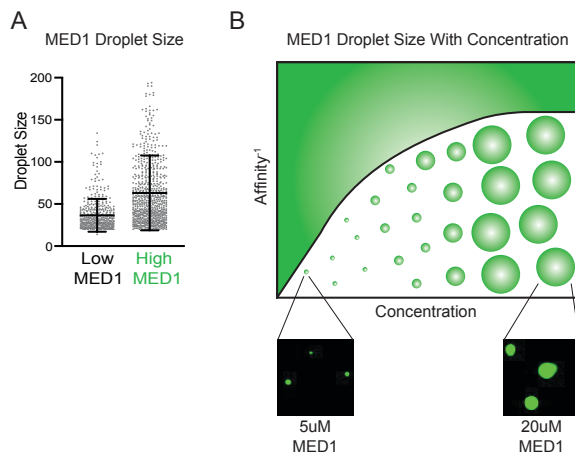 A
MED1 Droplet Size
Droplet Size
200
150
100
50
0
Low
MED1
High
MED1
B
MED1 Droplet Size With Concentration
Affinity-1
Concentration
5uM
MED1
20uM
MED1